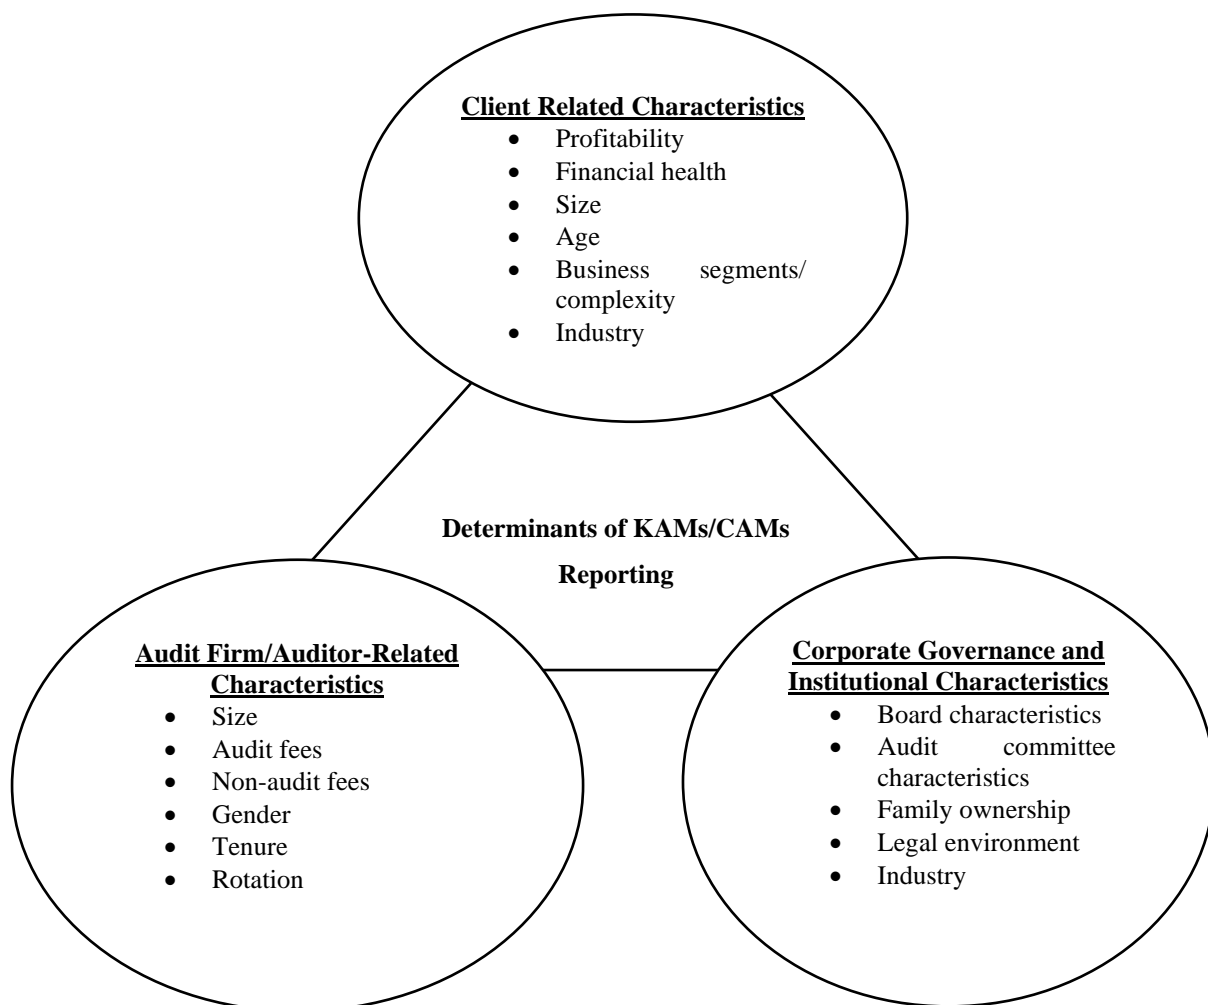 Client Related Characteristics
• Profitability
• Financial health
• Size
• Age
• Business segments/
complexity
• Industry
Determinants of KAMs/CAMs
Reporting
Audit Firm/Auditor-Related
Characteristics
• Size
• Audit fees
• Non-audit fees
• Gender
• Tenure
• Rotation
Corporate Governance and
Institutional Characteristics
• Board characteristics
• Audit committee
characteristics
• Family ownership
• Legal environment
• Industry